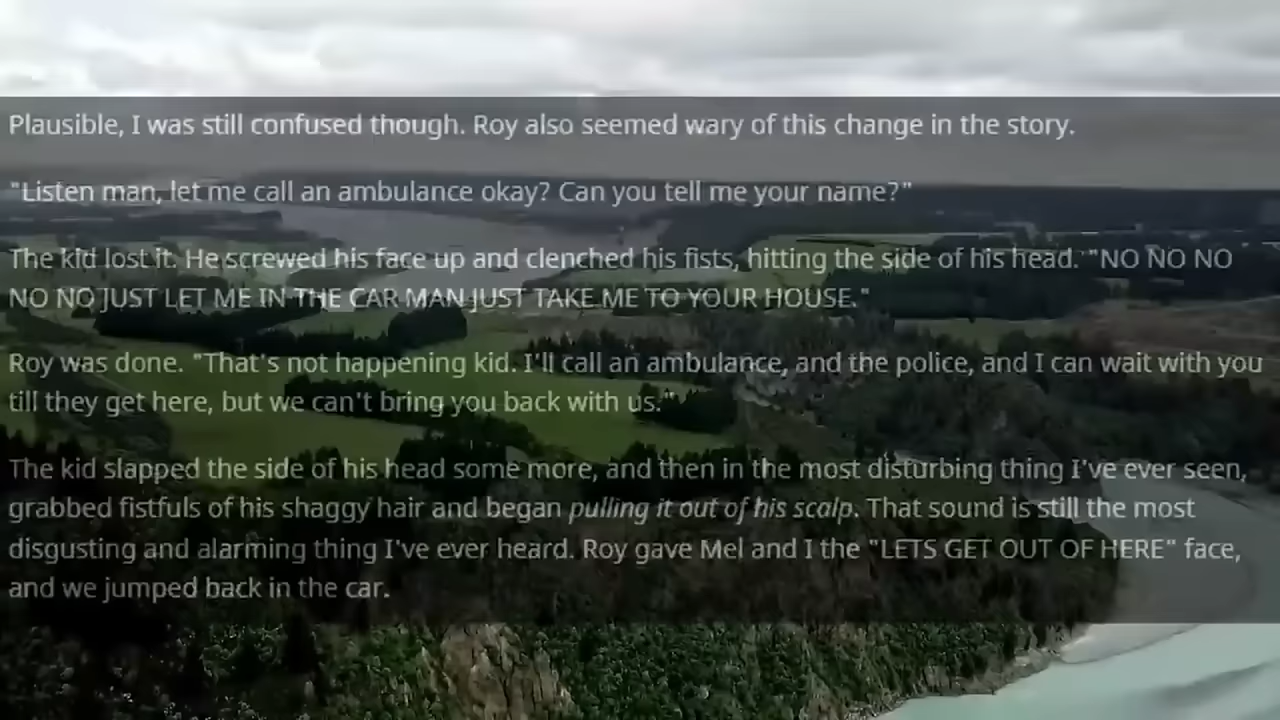 Plausible, I was still confused though. Roy also seemed wary of this change in the story.
"Listen man, let me call an ambulance okay? Can you tell me your name?"
The kid lost it. He screwed his face up and clenched his fists, hitting the side of his head. "NO NO NO
NO NO JUST LET ME IN THE CAR MAN JUST TAKE ME TO YOUR HOUSE."
Roy was done. "That's not happening kid. I'll call an ambulance, and the police, and I can wait with you
till they get here, but we can't bring you back with us."
The kid slapped the side of his head some more, and then in the most disturbing thing I've ever seen,
grabbed fistfuls of his shaggy hair and began pulling it out of his scalp. That sound is still the most
disgusting and alarming thing I've ever heard. Roy gave Mel and I the "LETS GET OUT OF HERE" face,
and we jumped back in the car.